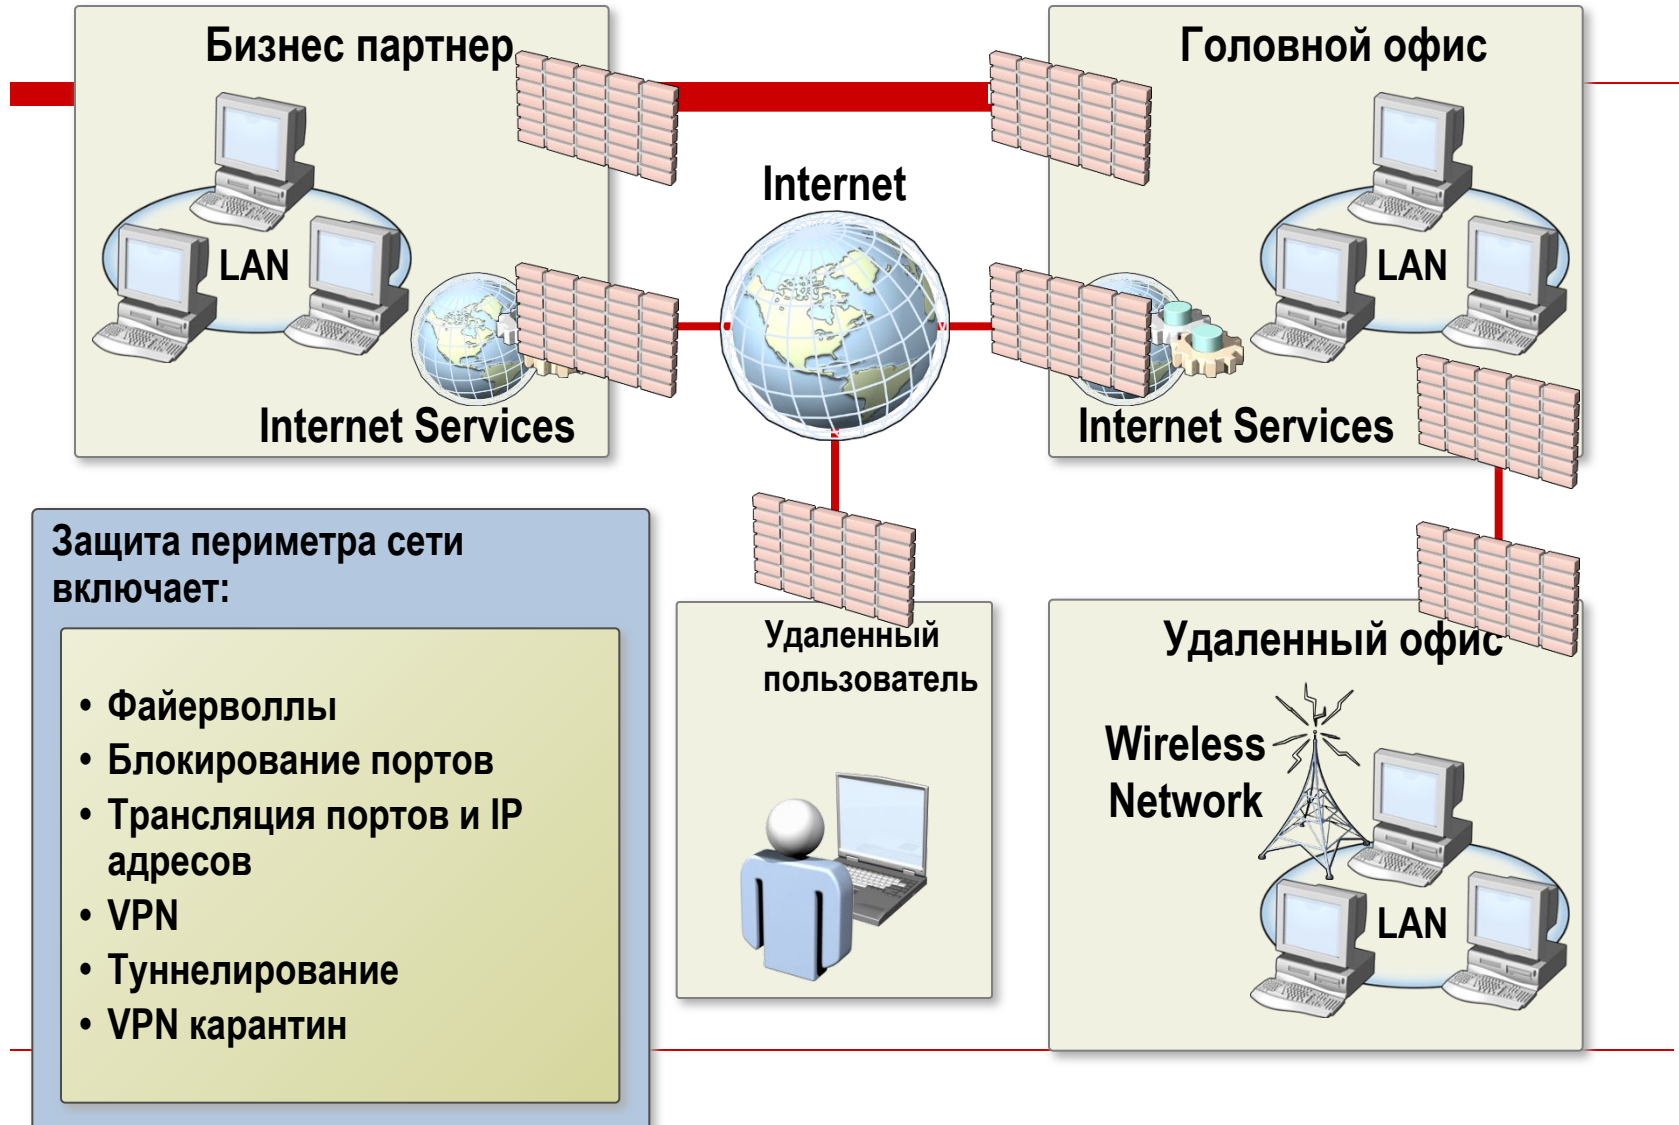 Бизнес партнер
Головной офис
Internet
LAN
LAN
Internet Services
Internet Services
Защита периметра сети
включает:
• Файерволлы
• Блокирование портов
• Трансляция портов и IP
адресов
• VPN
• Туннелирование
• VPN карантин
Удаленный
пользователь
Удаленный офис
Wireless
Network
LAN